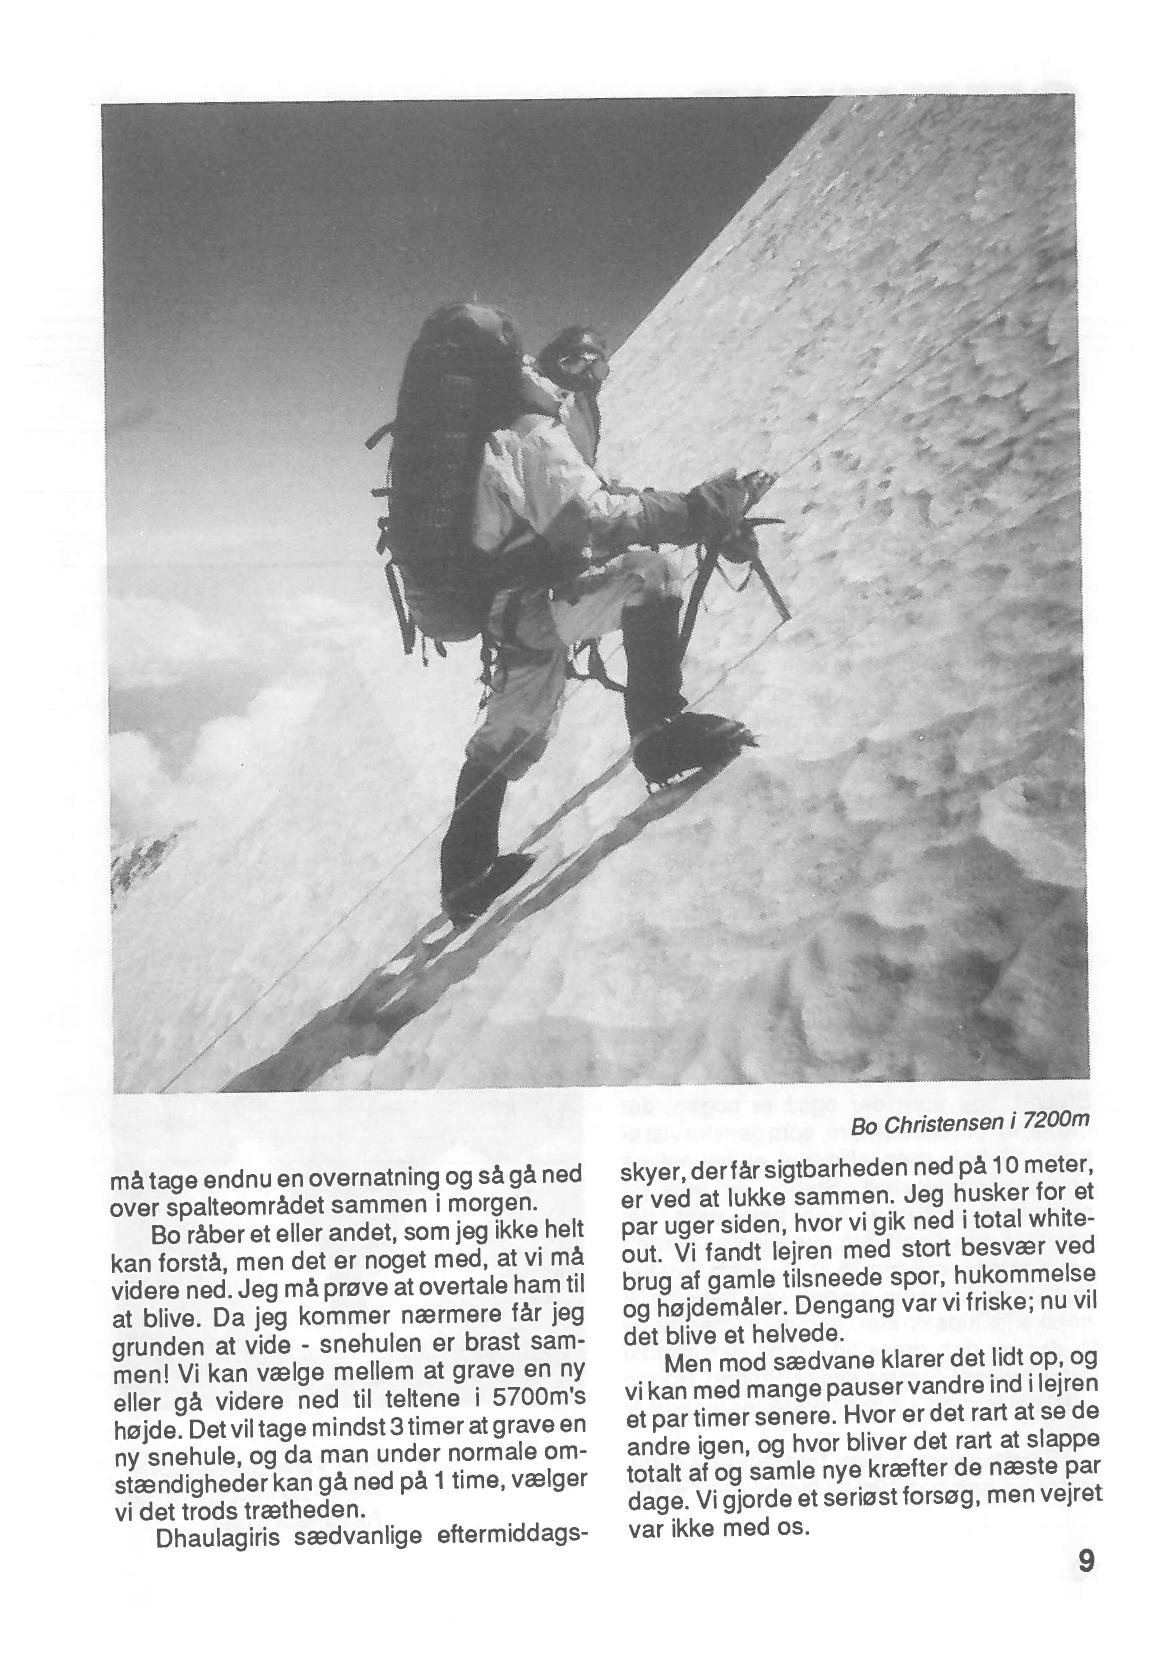 Bo Christensen i 7200m
må tage endnu en overnatning og så gå ned
over spalteområdet sammen i morgen.
Bo råber et eller andet, som jeg ikke helt
kan forstå, men det er noget med, at vi må
videre ned. Jeg må prøve at overtale ham til
at blive. Da jeg kommer nærmere får jeg
grunden at vide - snehulen er brast sam-
men! Vi kan vælge mellem at grave en ny
eller gå videre ned til teltene i 5700m's
højde. Det vil tage mindst 3 timer at grave en
ny snehule, og da man under normale om-
stændigheder kan gå ned på 1 time, vælger
vi det trods trætheden.
Dhaulagiris sædvanlige eftermiddags-
skyer, der får sigtbarheden ned på 10 meter,
er ved at lukke sammen. Jeg husker for et
par uger siden, hvor vi gik ned i total white-
out. Vi fandt lejren med stort besvær ved
brug af gamle tilsneede spor, hukommelse
og højdemåler. Dengang var vi friske; nu vil
det blive et helvede.
Men mod sædvane klarer det lidt op, og
vi kan med mange pauser vandre ind i lejren
et par timer senere. Hvor er det rart at se de
andre igen, og hvor bliver det rart at slappe
totalt af og samle nye kræfter de næste par
dage. Vi gjorde et seriøst forsøg, men vejret
var ikke med os.
9